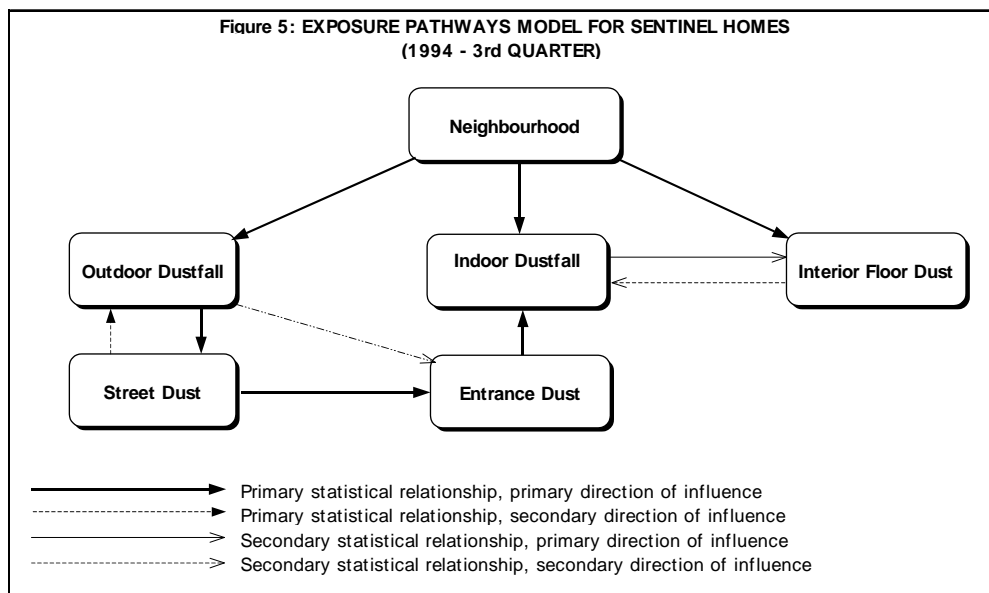 Figure 5: EXPOSURE PATHWAYS MODEL FOR SENTINEL HOMES
(1994 - 3rd QUARTER)
Neighbourhood
Outdoor Dustfall
Indoor Dustfall
Interior Floor Dust
Street Dust
Entrance Dust
Primary statistical relationship, primary direction of influence
Primary statistical relationship, secondary direction of influence
Secondary statistical relationship, primary direction of influence
Secondary statistical relationship, secondary direction of influence